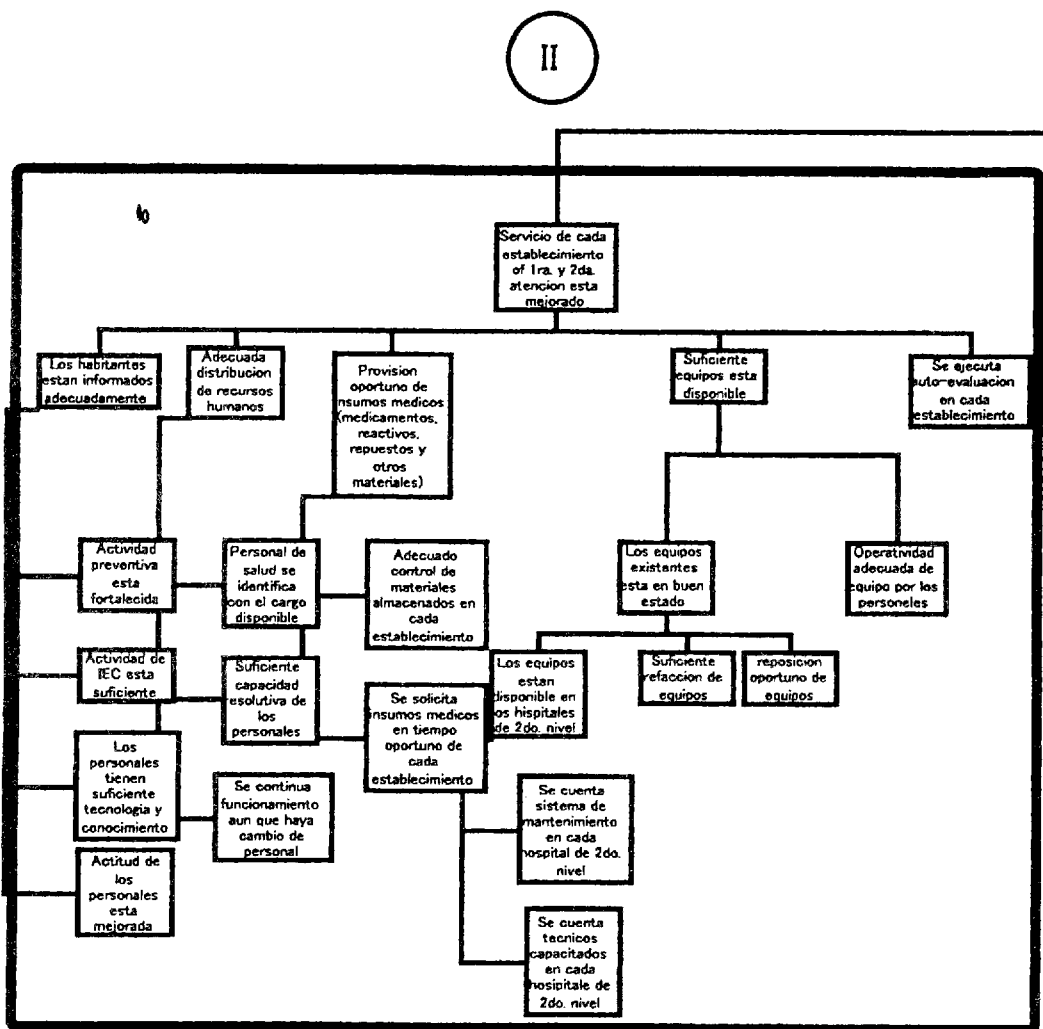 II
Servicio de cada
establecimiento
of 1ra. y 2da.
atencion esta
mejorado
Los habitantes
estan informados
adecuadamente
Adecuada
distribucion
de recursos
humanos
Provision
oportuno de
insumos medicos
(medicamentos,
reactivos,
repuestos y
otros
materiales)
Suficiente
equipos esta
disponible
Se ejecuta
auto-evaluacion
en cada
establecimiento
Actividad
preventiva
esta
fortalecida
Personal de
salud se
identifica
con el cargo
disponible
Adecuado
control de
materiales
almacenados en
cada
establecimiento
Los equipos
existentes
esta en buen
estado
Operatividad
adecuada de
equipo por los
personeles
Actividad de
IEC esta
suficiente
Suficiente
capacidad
resolutiva de
los
personales
Se solicita
insumos medicos
en tiempo
oportuno de
cada
establecimiento
Los equipos
estan
disponible en
los hispitales
de 2do. nivel
Suficiente
refaccion de
equipos
reposicion
oportuno de
equipos
Los
personales
tienen
suficiente
tecnologia y
conocimiento
Se continua
funcionamiento
aun que haya
cambio de
personal
Se cuenta
sistema de
mantenimiento
en cada
hospital de 2do.
nivel
Actitud de
los
personales
esta
mejorada
Se cuenta
tecnicos
capacitados
en cada
hosipitale de
2do. nivel